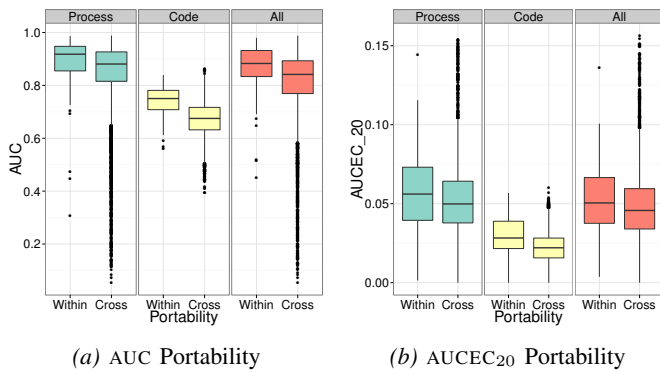 Process Code All
1.0
0.8
0.6
0.4
0.2
AUC
Within Cross Within Cross Within Cross
Portability
(a) AUC Portability
Process Code All
0.15
0.10
0.05
0.00
AUCEC_20
Within Cross Within Cross Within Cross
Portability
(b) AUCEC20 Portability